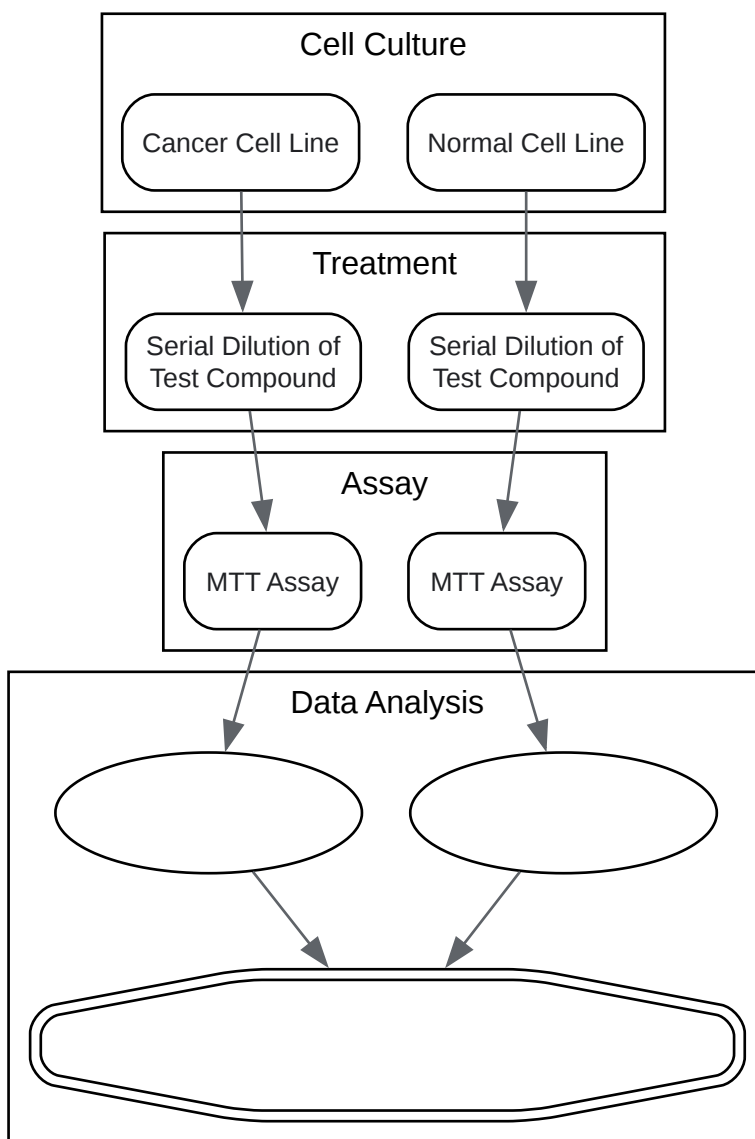 Cell Culture
Cancer Cell Line
Normal Cell Line
Treatment
Serial Dilution of
Test Compound
Serial Dilution of
Test Compound
Assay
MTT Assay
MTT Assay
Data Analysis